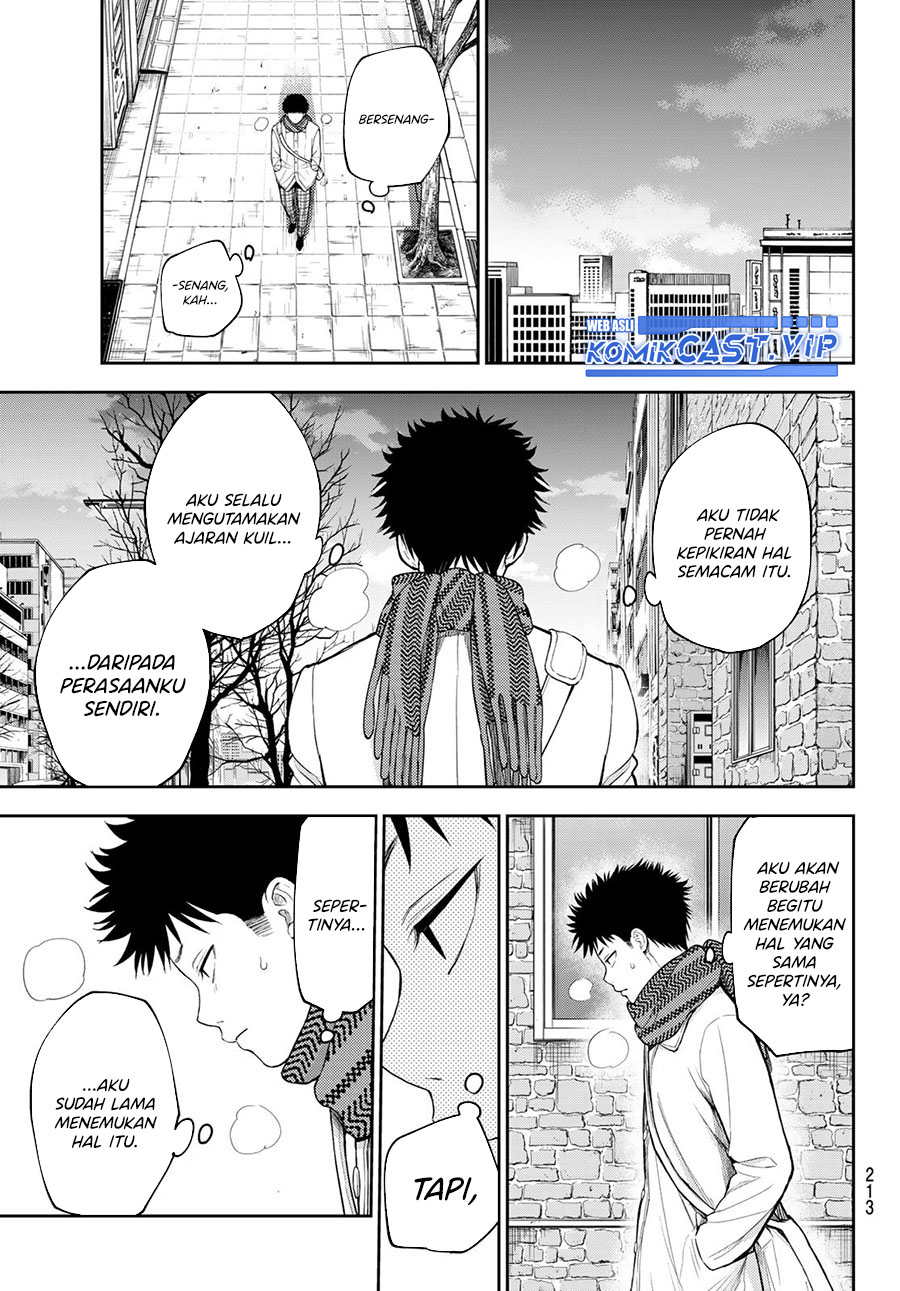 BERSENANG-
-SENANG,
KAH...
WEB ASLI
KOMIKCAST.VIP
AKU TIDAK
PERNAH
KEPIKIRAN HAL
SEMACAM ITU.
AKU SELALU
MENGUTAMAKAN
AJARAN KUIL...
...DARIPADA
PERASAANKU
SENDIRI.
AKU AKAN
BERUBAH
BEGITU
MENEMUKAN
HAL YANG
SAMA
SEPERTINYA,
YA?
TAPI,
SEPER-
TINYA...
...AKU
SUDAH LAMA
MENEMUKAN
HAL ITU.
213